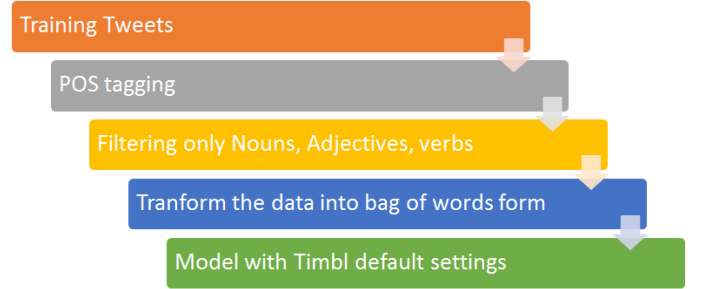 Training Tweets
POS tagging
Filtering only Nouns, Adjectives, verbs
Tranform the data into bag of words form
Model with Timbl default settings